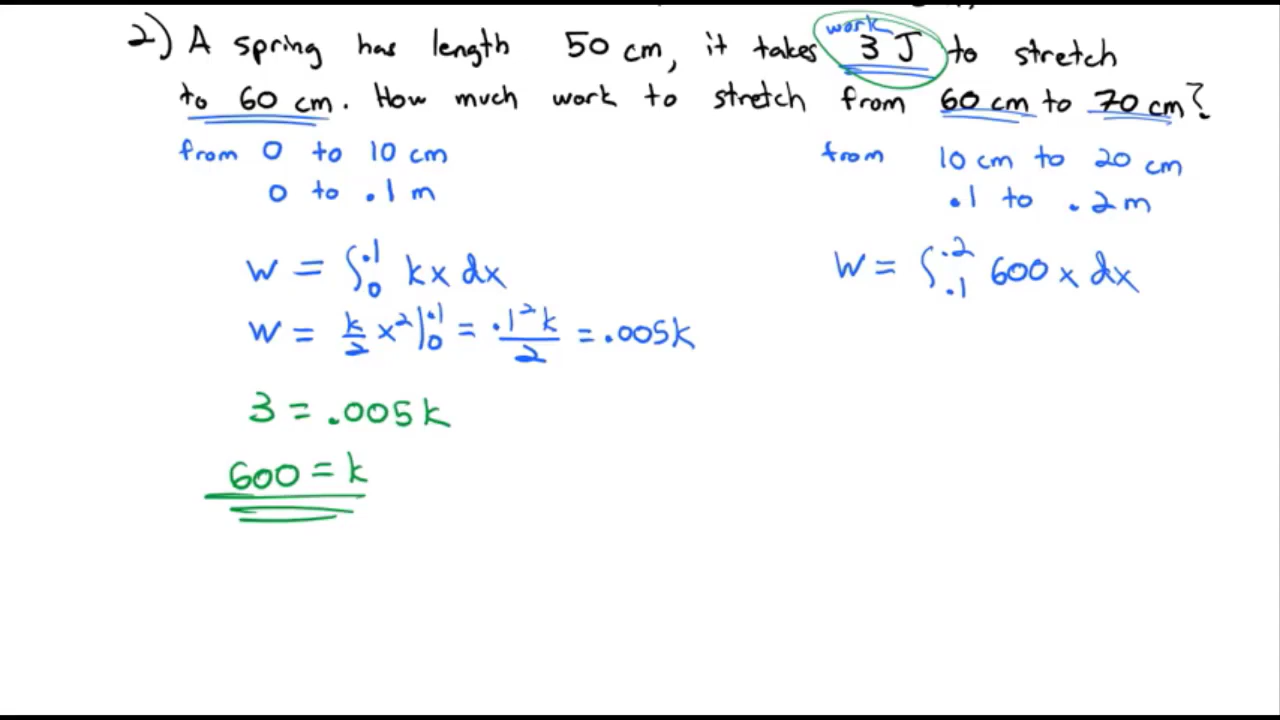 2) A spring has length 50 cm, it takes 3 J to stretch
work
to 60 cm. How much work to stretch from 60 cm to 70 cm?
from 0 to 10 cm
0 to .1 m
W = ∫₀^.1 kx dx
W = k/2 x² |₀^.1 = .1² k / 2 = .005k
3 = .005k
600 = k
from 10 cm to 20 cm
.1 to .2 m
W = ∫.₁^.2 600 x dx